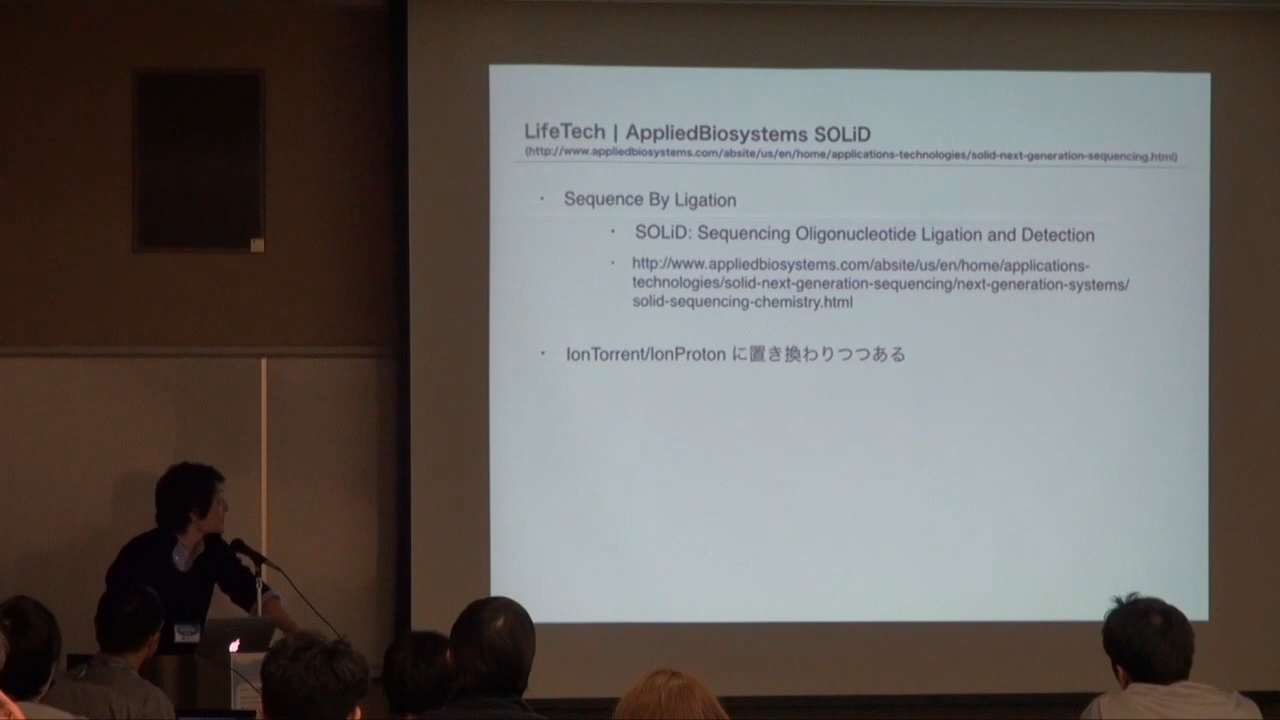 LifeTech | AppliedBiosystems SOLiD
(http://www.appliedbiosystems.com/absite/us/en/home/applications-technologies/solid-next-generation-sequencing.html)
・ Sequence By Ligation
・ SOLiD: Sequencing Oligonucleotide Ligation and Detection
・ http://www.appliedbiosystems.com/absite/us/en/home/applications-
technologies/solid-next-generation-sequencing/next-generation-systems/
solid-sequencing-chemistry.html
・ IonTorrent/IonProton に置き換わりつつある